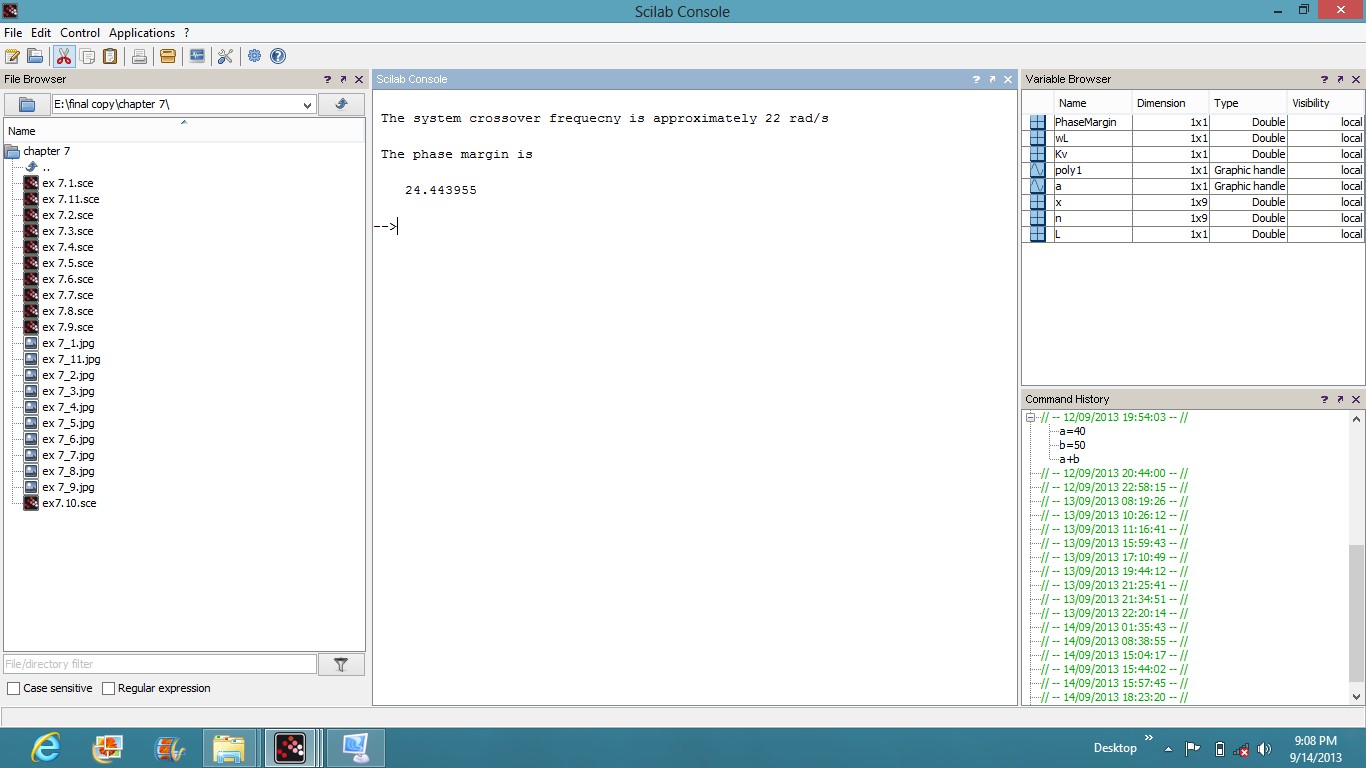 Scilab Console
File Edit Control Applications ?
File Browser
E:\final copy\chapter 7\
Name
chapter 7
..
ex 7.1.sce
ex 7.11.sce
ex 7.2.sce
ex 7.3.sce
ex 7.4.sce
ex 7.5.sce
ex 7.6.sce
ex 7.7.sce
ex 7.8.sce
ex 7.9.sce
ex 7_1.jpg
ex 7_11.jpg
ex 7_2.jpg
ex 7_3.jpg
ex 7_4.jpg
ex 7_5.jpg
ex 7_6.jpg
ex 7_7.jpg
ex 7_8.jpg
ex 7_9.jpg
ex7.10.sce
File/directory filter
Case sensitive Regular expression
Scilab Console
The system crossover frequecny is approximately 22 rad/s
The phase margin is
24.443955
-->
Variable Browser
Name Dimension Type Visibility
PhaseMargin 1x1 Double local
wL 1x1 Double local
Kv 1x1 Double local
poly1 1x1 Graphic handle local
a 1x1 Graphic handle local
x 1x9 Double local
n 1x9 Double local
L 1x1 Double local
Command History
// -- 12/09/2013 19:54:03 -- //
a=40
b=50
a+b
// -- 12/09/2013 20:44:00 -- //
// -- 12/09/2013 22:58:15 -- //
// -- 13/09/2013 08:19:26 -- //
// -- 13/09/2013 10:26:12 -- //
// -- 13/09/2013 11:16:41 -- //
// -- 13/09/2013 15:59:43 -- //
// -- 13/09/2013 17:10:49 -- //
// -- 13/09/2013 19:44:12 -- //
// -- 13/09/2013 21:25:41 -- //
// -- 13/09/2013 21:34:51 -- //
// -- 13/09/2013 22:20:14 -- //
// -- 14/09/2013 01:35:43 -- //
// -- 14/09/2013 08:38:55 -- //
// -- 14/09/2013 15:04:17 -- //
// -- 14/09/2013 15:44:02 -- //
// -- 14/09/2013 15:57:45 -- //
// -- 14/09/2013 18:23:20 -- //
Desktop
9:08 PM
9/14/2013